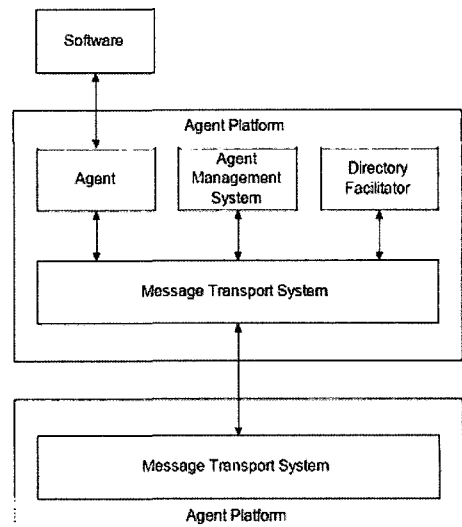 Software
Agent Platform
Agent
Agent
Management
System
Directory
Facilitator
Message Transport System
Message Transport System
Agent Platform